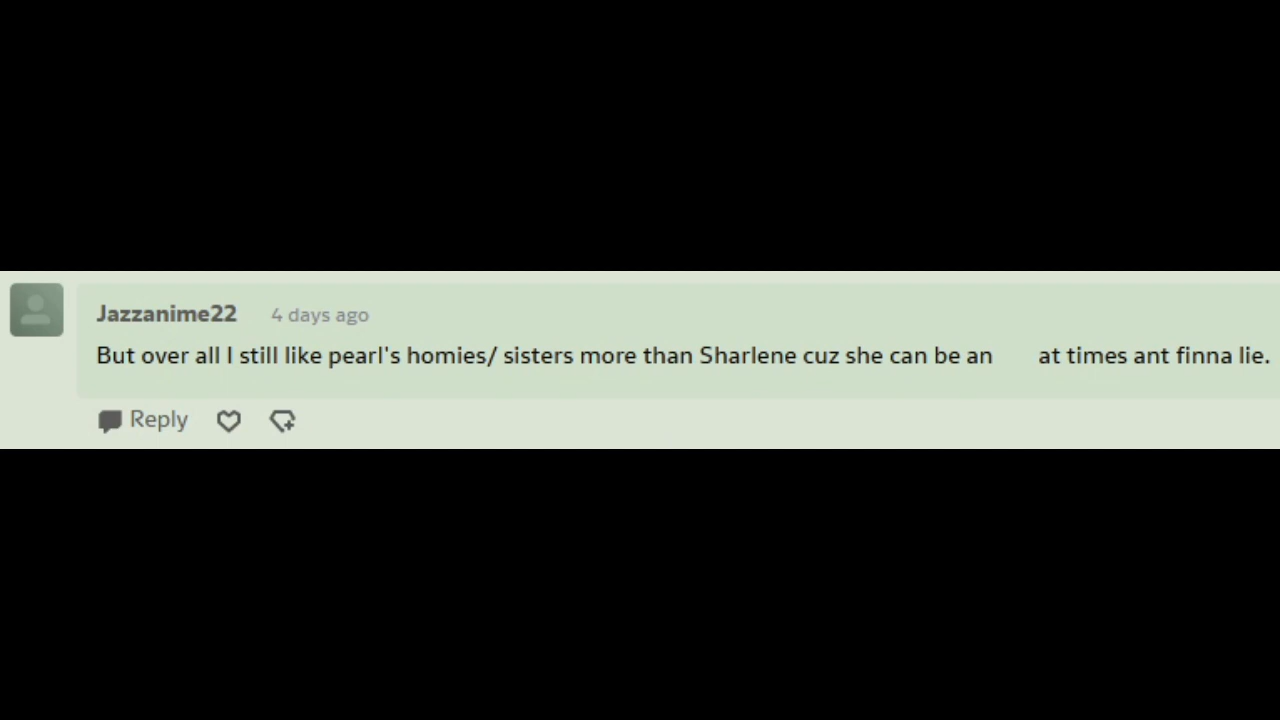 Jazzanime22 4 days ago
But over all I still like pearl's homies/ sisters more than Sharlene cuz she can be an at times ant finna lie.
Reply